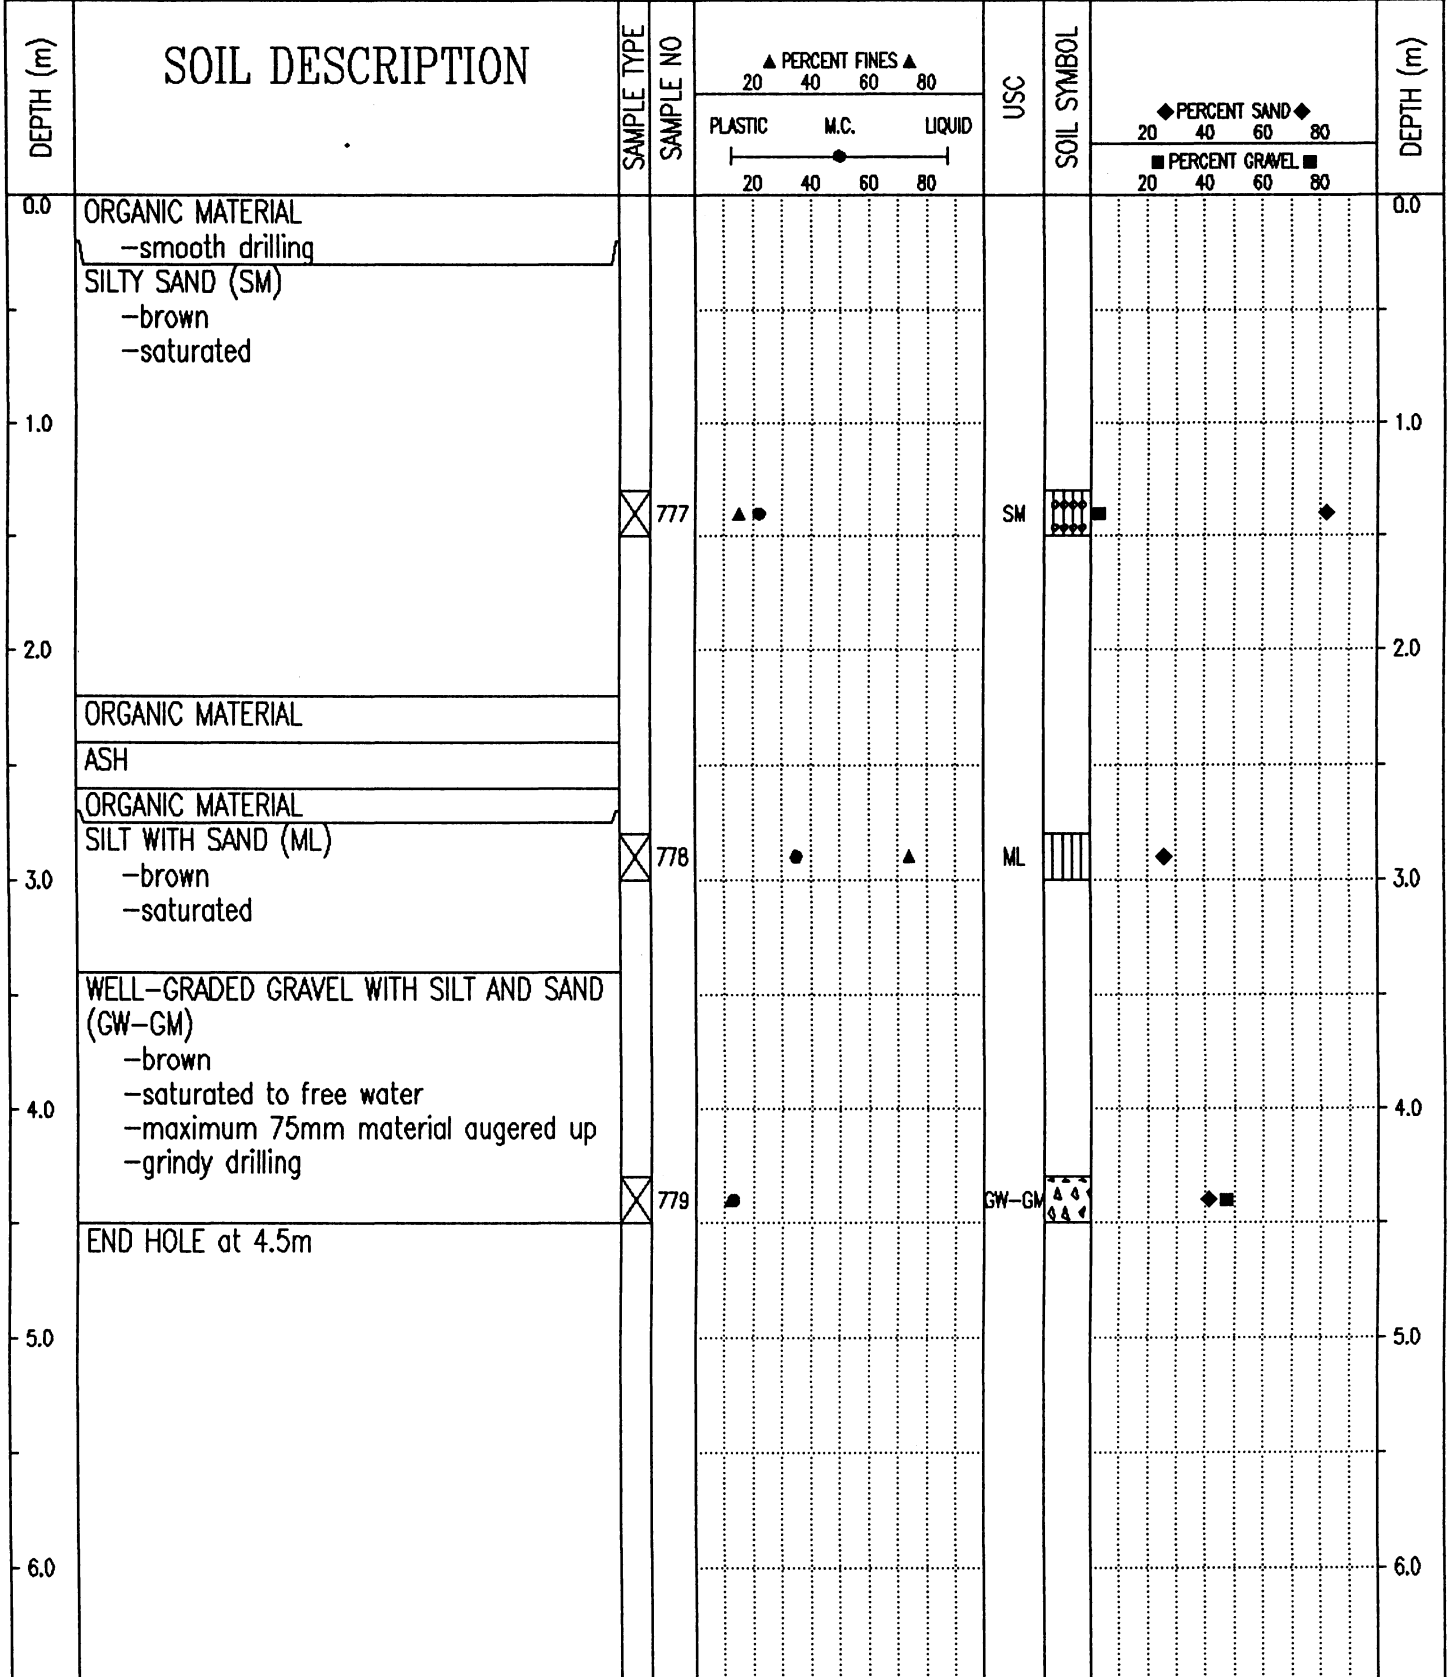 DEPTH (m)
SOIL DESCRIPTION
SAMPLE TYPE
SAMPLE NO
▲ PERCENT FINES ▲
20 40 60 80
PLASTIC M.C. LIQUID
20 40 60 80
USC
SOIL SYMBOL
◆ PERCENT SAND ◆
20 40 60 80
■ PERCENT GRAVEL ■
20 40 60 80
DEPTH (m)
0.0 ORGANIC MATERIAL 0.0
-smooth drilling
SILTY SAND (SM)
-brown
-saturated
1.0 1.0
777 SM
2.0 2.0
ORGANIC MATERIAL
ASH
ORGANIC MATERIAL
SILT WITH SAND (ML)
778 ML
3.0 -brown 3.0
-saturated
WELL-GRADED GRAVEL WITH SILT AND SAND
(GW-GM)
-brown
-saturated to free water
4.0 4.0
-maximum 75mm material augered up
-grindy drilling
779 GW-GM
END HOLE at 4.5m
5.0 5.0
6.0 6.0